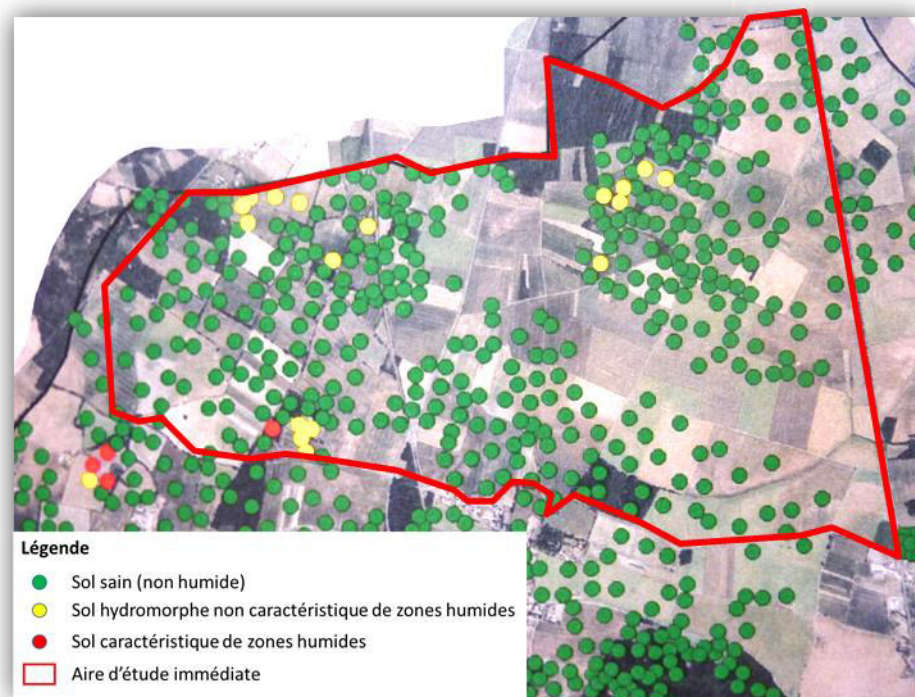 Légende
Sol sain (non humide)
Sol hydromorphe non caractéristique de zones humides
Sol caractéristique de zones humides
Aire d'étude immédiate